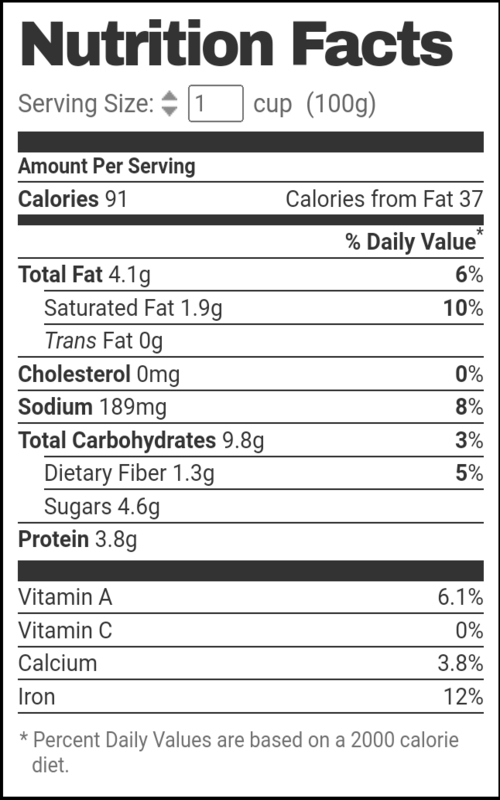 Nutrition Facts
Serving Size: 1 cup (100g)
Amount Per Serving
Calories 91 Calories from Fat 37
% Daily Value*
Total Fat 4.1g 6%
Saturated Fat 1.9g 10%
Trans Fat 0g
Cholesterol 0mg 0%
Sodium 189mg 8%
Total Carbohydrates 9.8g 3%
Dietary Fiber 1.3g 5%
Sugars 4.6g
Protein 3.8g
Vitamin A 6.1%
Vitamin C 0%
Calcium 3.8%
Iron 12%
* Percent Daily Values are based on a 2000 calorie
diet.